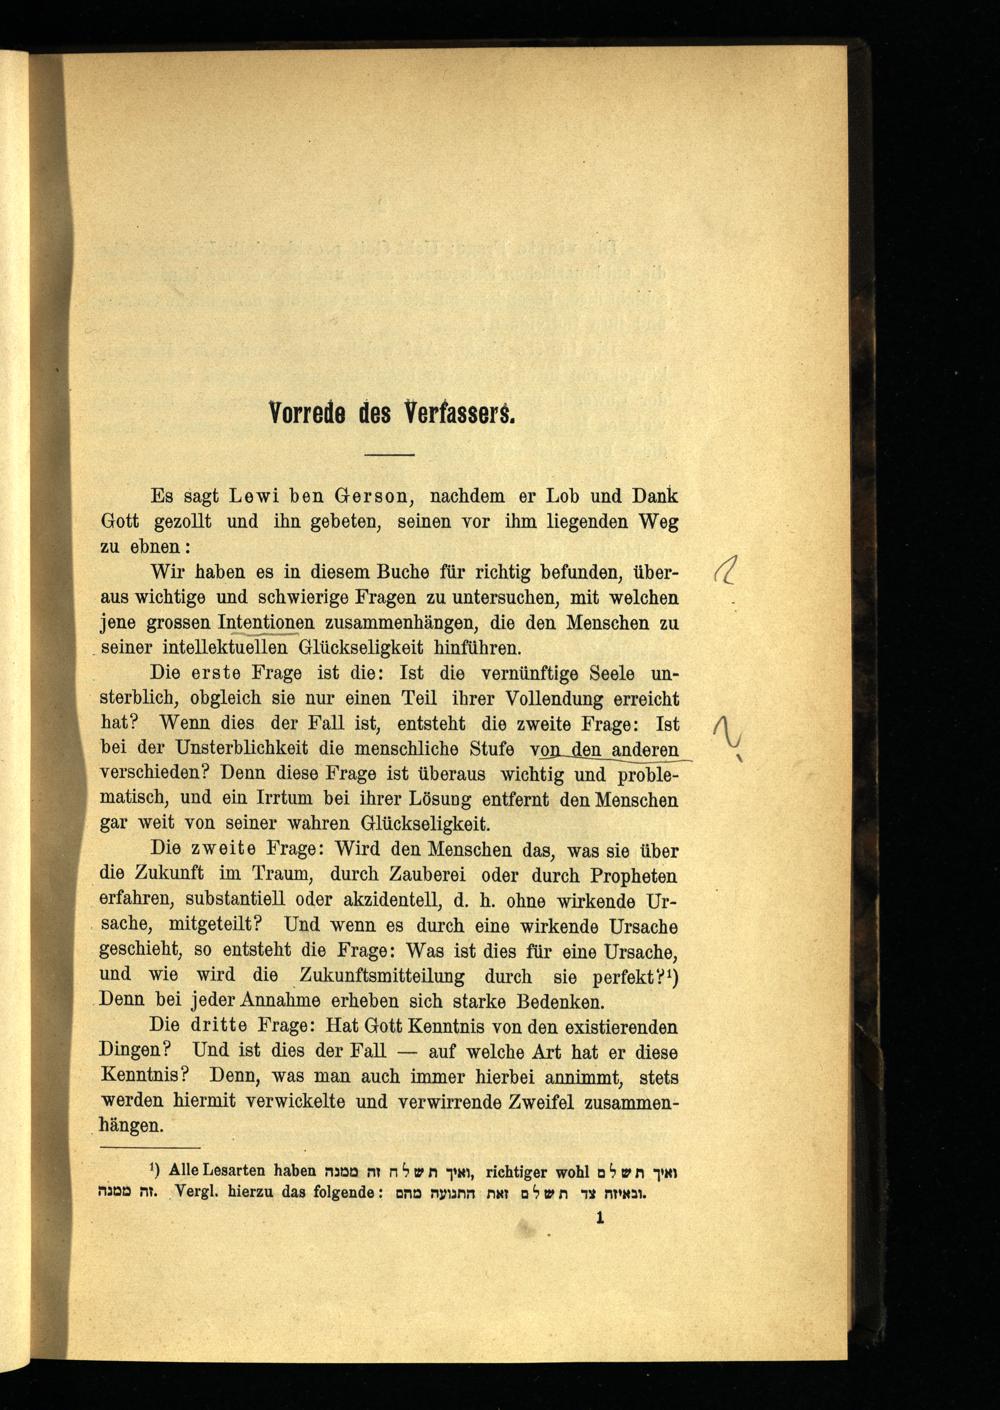 Vorrede des Verfassers.
Es sagt Lewi ben Gerson, nachdem er Lob und Dank
Gott gezollt und ihn gebeten, seinen vor ihm liegenden Weg
zu ebnen:
Wir haben es in diesem Buche für richtig befunden, über-
aus wichtige und schwierige Fragen zu untersuchen, mit welchen
jene grossen Intentionen zusammenhängen, die den Menschen zu
seiner intellektuellen Glückseligkeit hinführen.
Die erste Frage ist die: Ist die vernünftige Seele un-
sterblich, obgleich sie nur einen Teil ihrer Vollendung erreicht
hat? Wenn dies der Fall ist, entsteht die zweite Frage: Ist
bei der Unsterblichkeit die menschliche Stufe von den anderen
verschieden? Denn diese Frage ist überaus wichtig und proble-
matisch, und ein Irrtum bei ihrer Lösung entfernt den Menschen
gar weit von seiner wahren Glückseligkeit.
Die zweite Frage: Wird den Menschen das, was sie über
die Zukunft im Traum, durch Zauberei oder durch Propheten
erfahren, substantiell oder akzidentell, d. h. ohne wirkende Ur-
sache, mitgeteilt? Und wenn es durch eine wirkende Ursache
geschieht, so entsteht die Frage: Was ist dies für eine Ursache,
und wie wird die Zukunftsmitteilung durch sie perfekt?¹)
Denn bei jeder Annahme erheben sich starke Bedenken.
Die dritte Frage: Hat Gott Kenntnis von den existierenden
Dingen? Und ist dies der Fall — auf welche Art hat er diese
Kenntnis? Denn, was man auch immer hierbei annimmt, stets
werden hiermit verwickelte und verwirrende Zweifel zusammen-
hängen.
¹) Alle Lesarten haben ואיך תשלח זה ממנה, richtiger wohl ואיך תשלם
זה ממנה. Vergl. hierzu das folgende: ובאיזה צד תשלם זאת התנועה מהם.
1
?
?